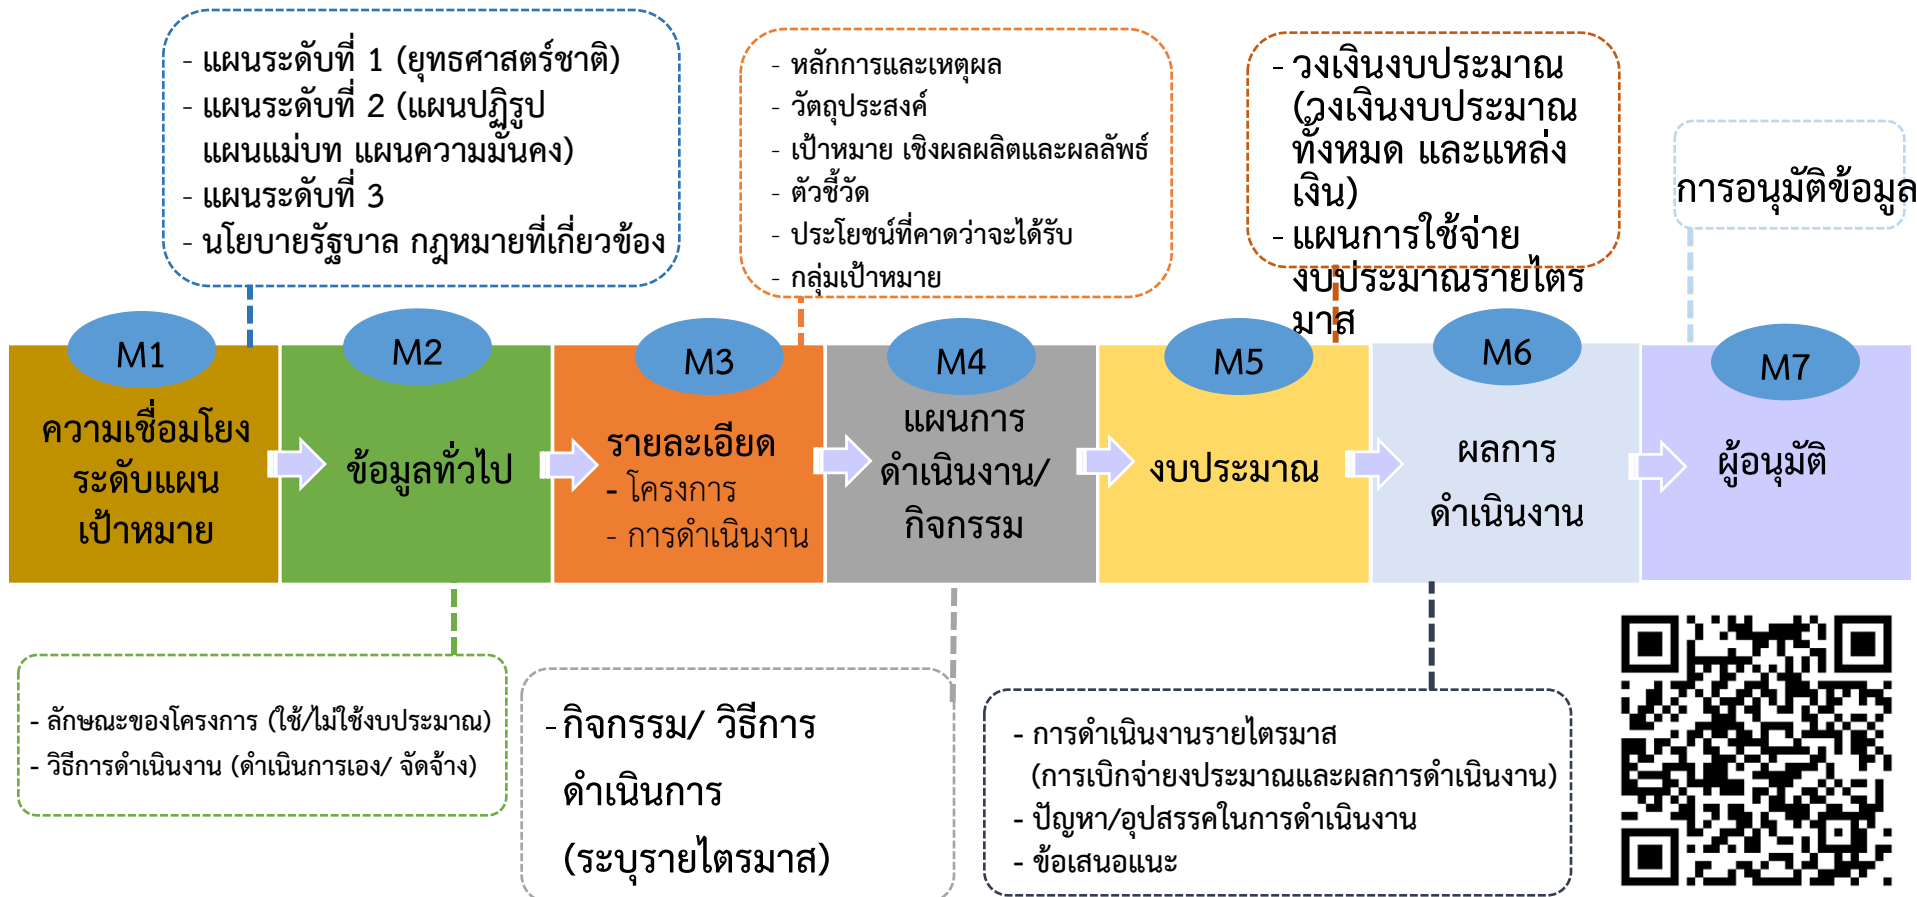 - แผนระดับที่ 1 (ยุทธศาสตร์ชาติ)
- แผนระดับที่ 2 (แผนปฏิรูป
แผนแม่บท แผนความมั่นคง)
- แผนระดับที่ 3
- นโยบายรัฐบาล กฎหมายที่เกี่ยวข้อง
- หลักการและเหตุผล
- วัตถุประสงค์
- เป้าหมาย เชิงผลผลิตและผลลัพธ์
- ตัวชี้วัด
- ประโยชน์ที่คาดว่าจะได้รับ
- กลุ่มเป้าหมาย
- วงเงินงบประมาณ
(วงเงินงบประมาณ
ทั้งหมด และแหล่ง
เงิน)
- แผนการใช้จ่าย
งบประมาณรายไตร
มาส
การอนุมัติข้อมูล
M1
ความเชื่อมโยง
ระดับแผน
เป้าหมาย
M2
ข้อมูลทั่วไป
M3
รายละเอียด
- โครงการ
- การดำเนินงาน
M4
แผนการ
ดำเนินงาน/
กิจกรรม
M5
งบประมาณ
M6
ผลการ
ดำเนินงาน
M7
ผู้อนุมัติ
- ลักษณะของโครงการ (ใช้/ไม่ใช้งบประมาณ)
- วิธีการดำเนินงาน (ดำเนินการเอง/ จัดจ้าง)
- กิจกรรม/ วิธีการ
ดำเนินการ
(ระบุรายไตรมาส)
- การดำเนินงานรายไตรมาส
(การเบิกจ่ายงประมาณและผลการดำเนินงาน)
- ปัญหา/อุปสรรคในการดำเนินงาน
- ข้อเสนอแนะ